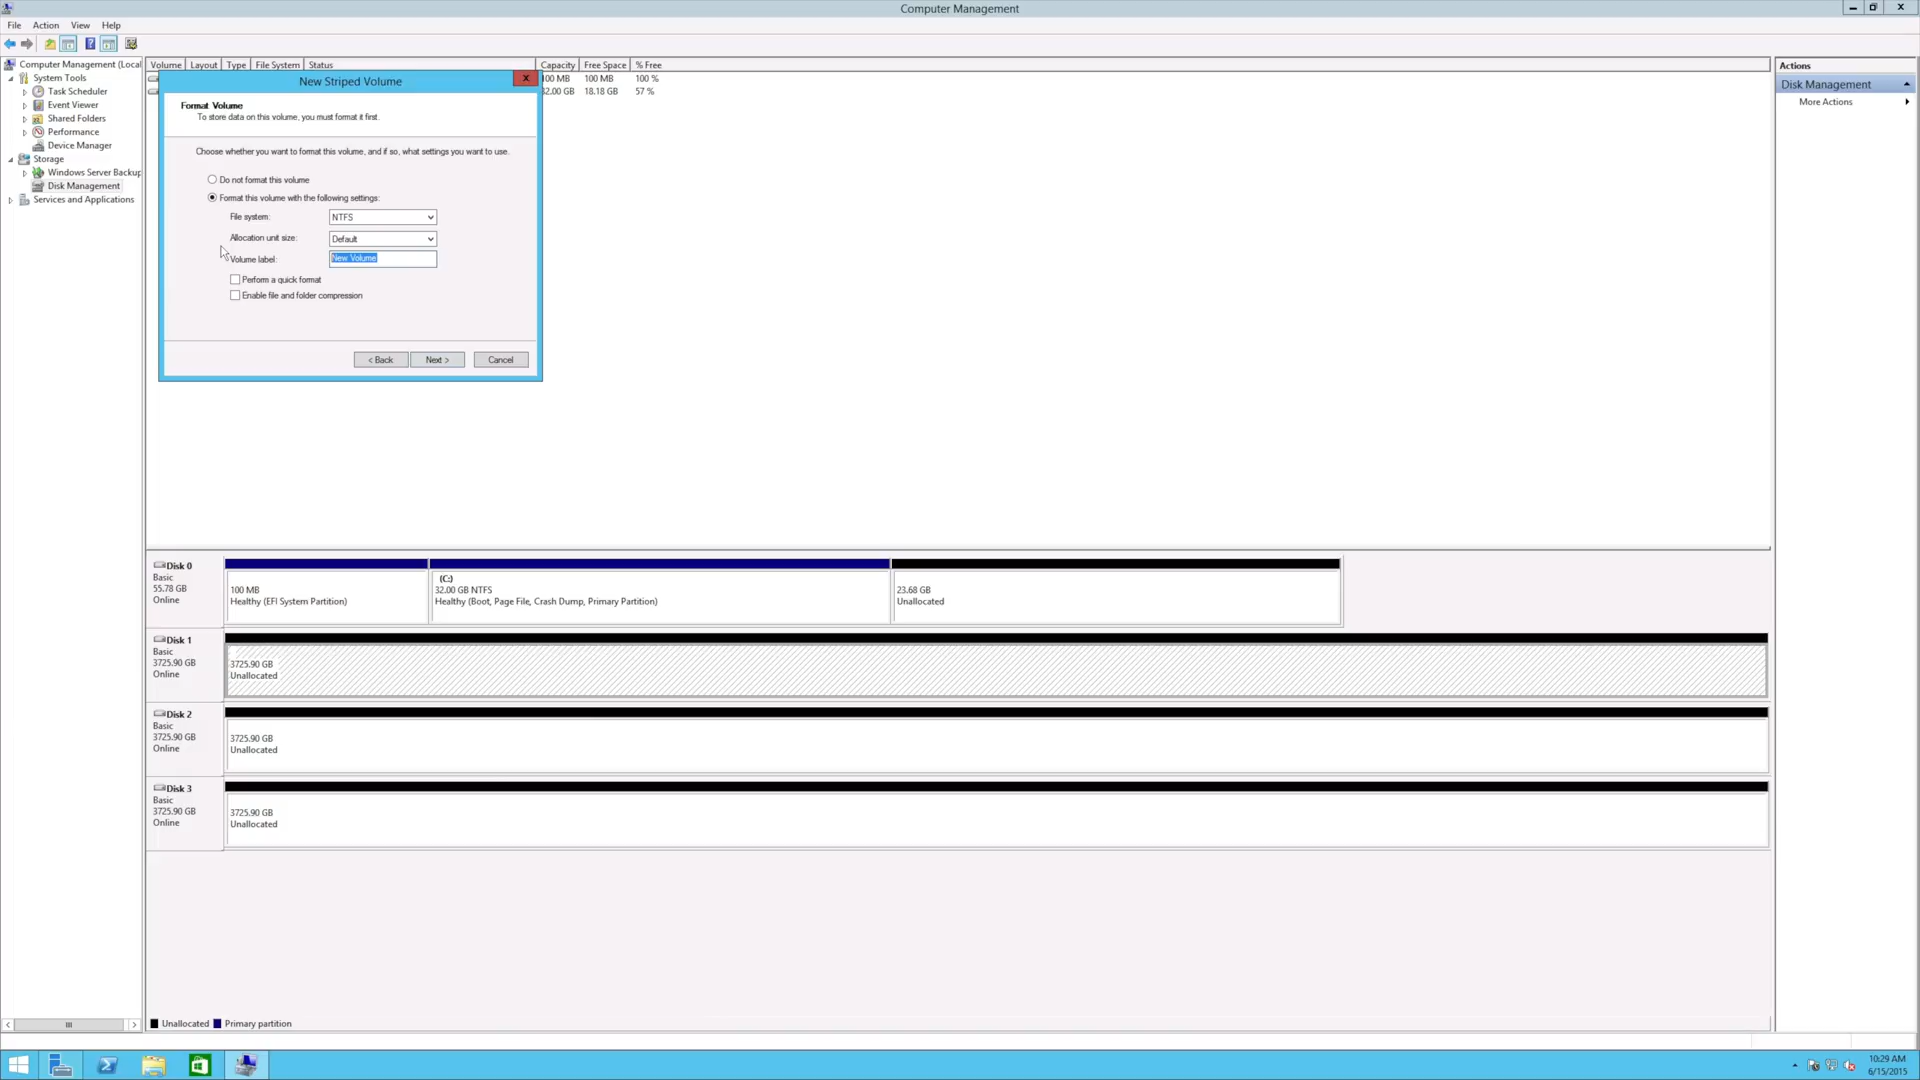 Computer Management
File Action View Help
Computer Management (Local
System Tools
Task Scheduler
Event Viewer
Shared Folders
Performance
Device Manager
Storage
Windows Server Backup
Disk Management
Services and Applications
Volume Layout Type File System Status Capacity Free Space % Free
100 MB 100 MB 100 %
32.00 GB 18.18 GB 57 %
New Striped Volume
Format Volume
To store data on this volume, you must format it first.
Choose whether you want to format this volume, and if so, what settings you want to use.
Do not format this volume
Format this volume with the following settings:
File system: NTFS
Allocation unit size: Default
Volume label: New Volume
Perform a quick format
Enable file and folder compression
< Back Next > Cancel
Actions
Disk Management
More Actions
Disk 0
Basic
55.78 GB
Online
100 MB
Healthy (EFI System Partition)
(C:)
32.00 GB NTFS
Healthy (Boot, Page File, Crash Dump, Primary Partition)
23.68 GB
Unallocated
Disk 1
Basic
3725.90 GB
Online
3725.90 GB
Unallocated
Disk 2
Basic
3725.90 GB
Online
3725.90 GB
Unallocated
Disk 3
Basic
3725.90 GB
Online
3725.90 GB
Unallocated
Unallocated Primary partition
10:29 AM
6/15/2015